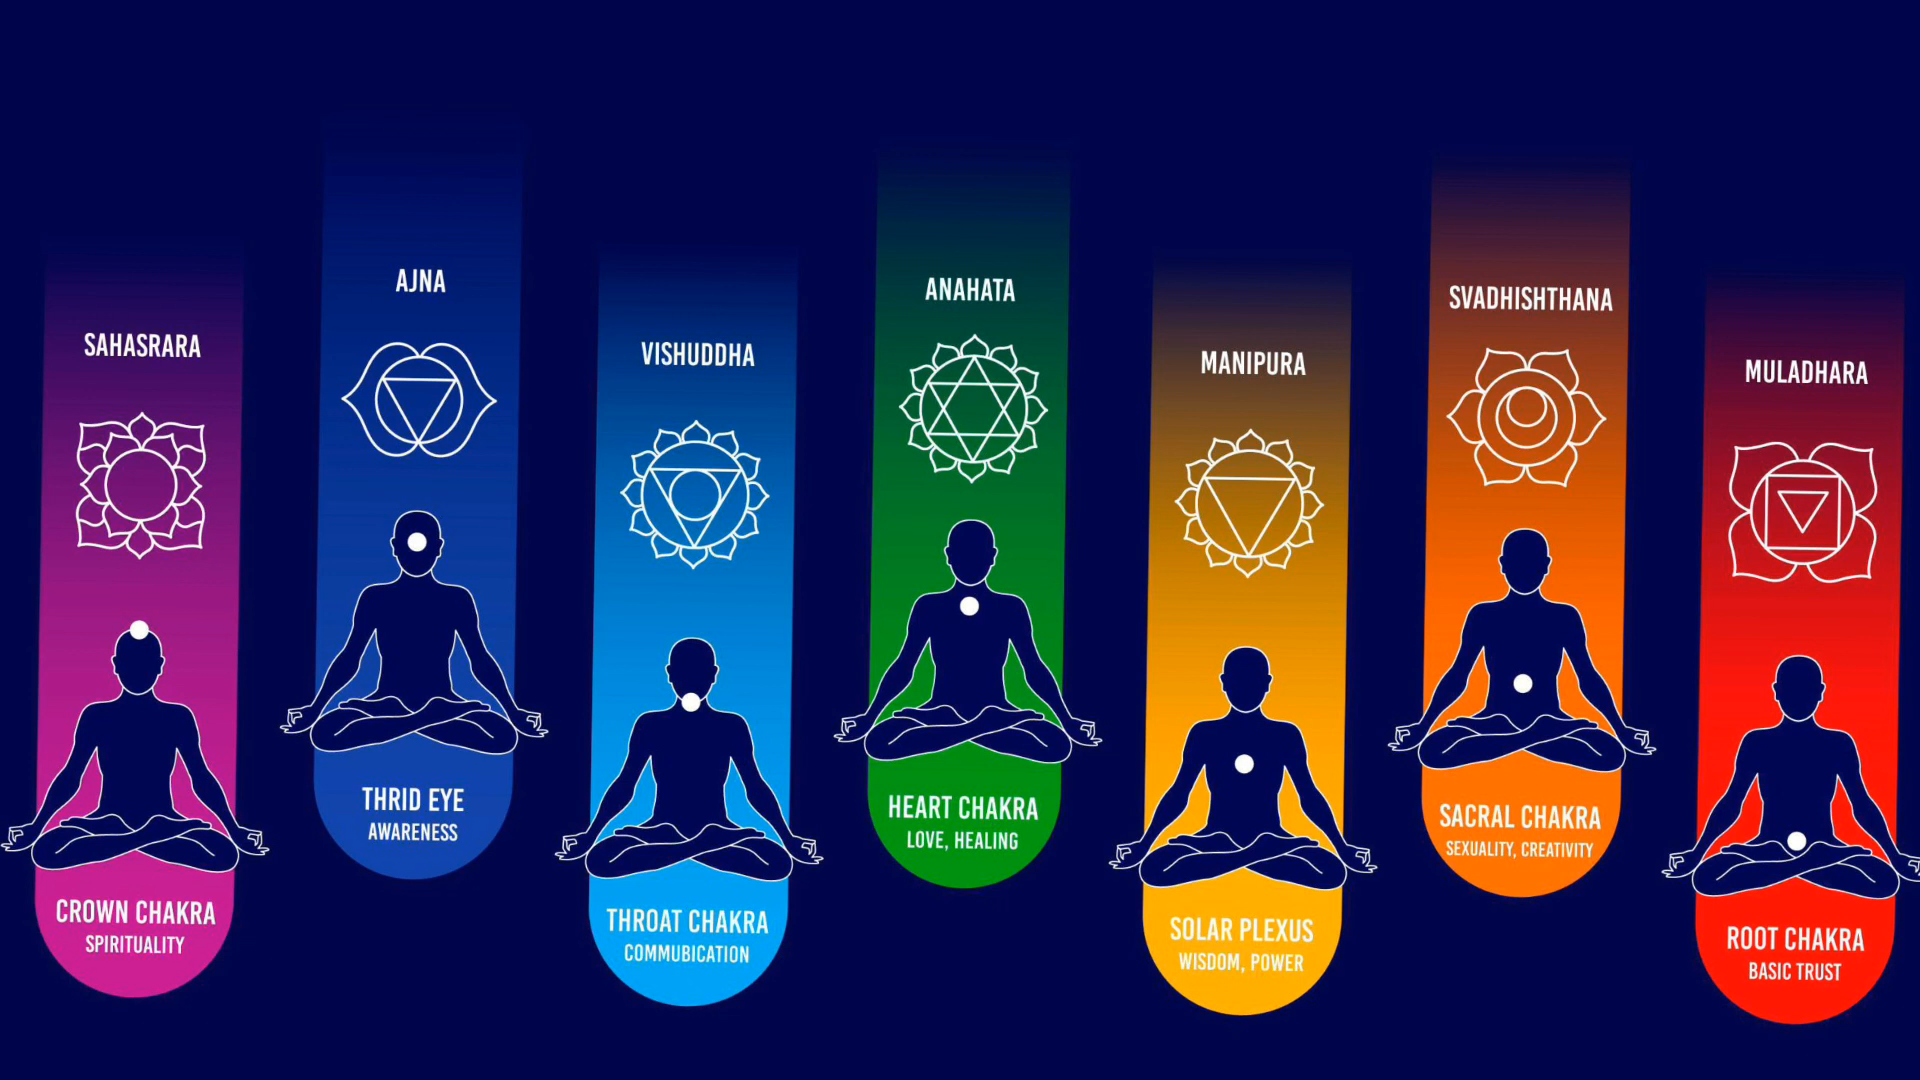 SAHASRARA
CROWN CHAKRA
SPIRITUALITY
AJNA
THRID EYE
AWARENESS
VISHUDDHA
THROAT CHAKRA
COMMUBICATION
ANAHATA
HEART CHAKRA
LOVE, HEALING
MANIPURA
SOLAR PLEXUS
WISDOM, POWER
SVADHISHTHANA
SACRAL CHAKRA
SEXUALITY, CREATIVITY
MULADHARA
ROOT CHAKRA
BASIC TRUST